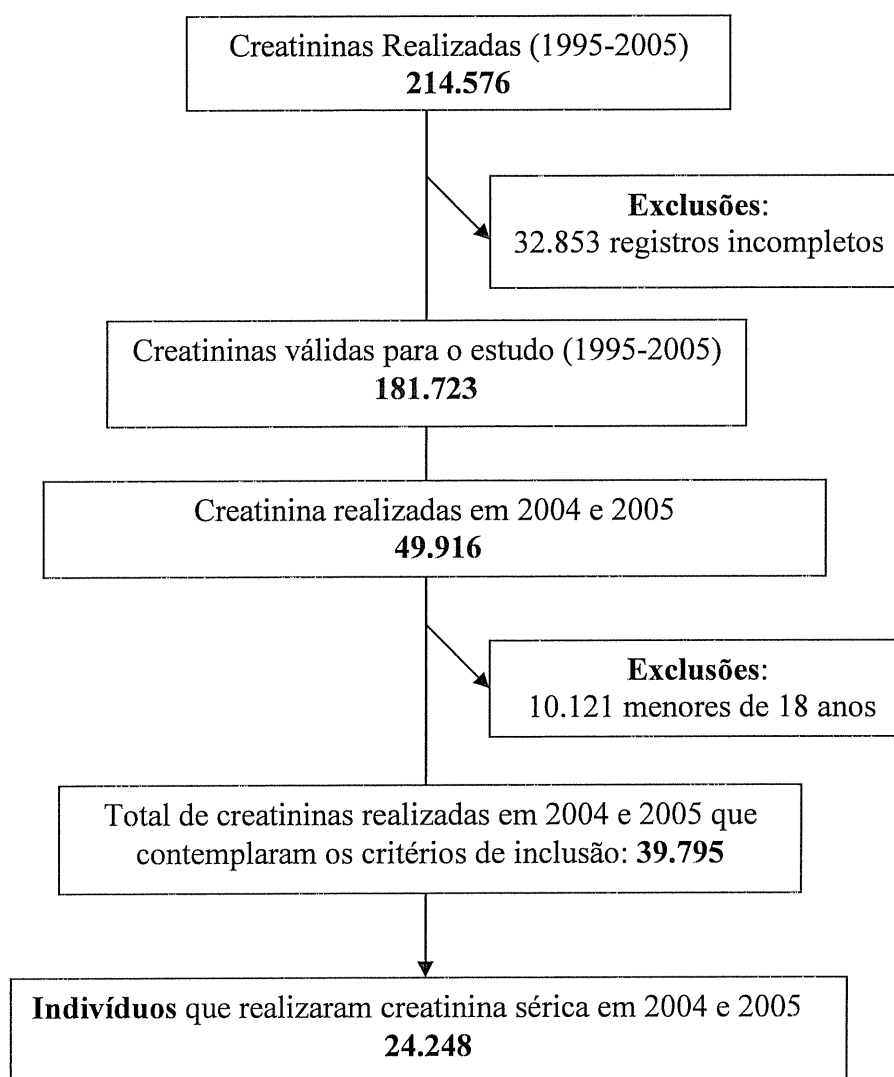 Creatininas Realizadas (1995-2005)
214.576
Exclusões:
32.853 registros incompletos
Creatininas válidas para o estudo (1995-2005)
181.723
Creatinina realizadas em 2004 e 2005
49.916
Exclusões:
10.121 menores de 18 anos
Total de creatininas realizadas em 2004 e 2005 que
contemplaram os critérios de inclusão: 39.795
Indivíduos que realizaram creatinina sérica em 2004 e 2005
24.248